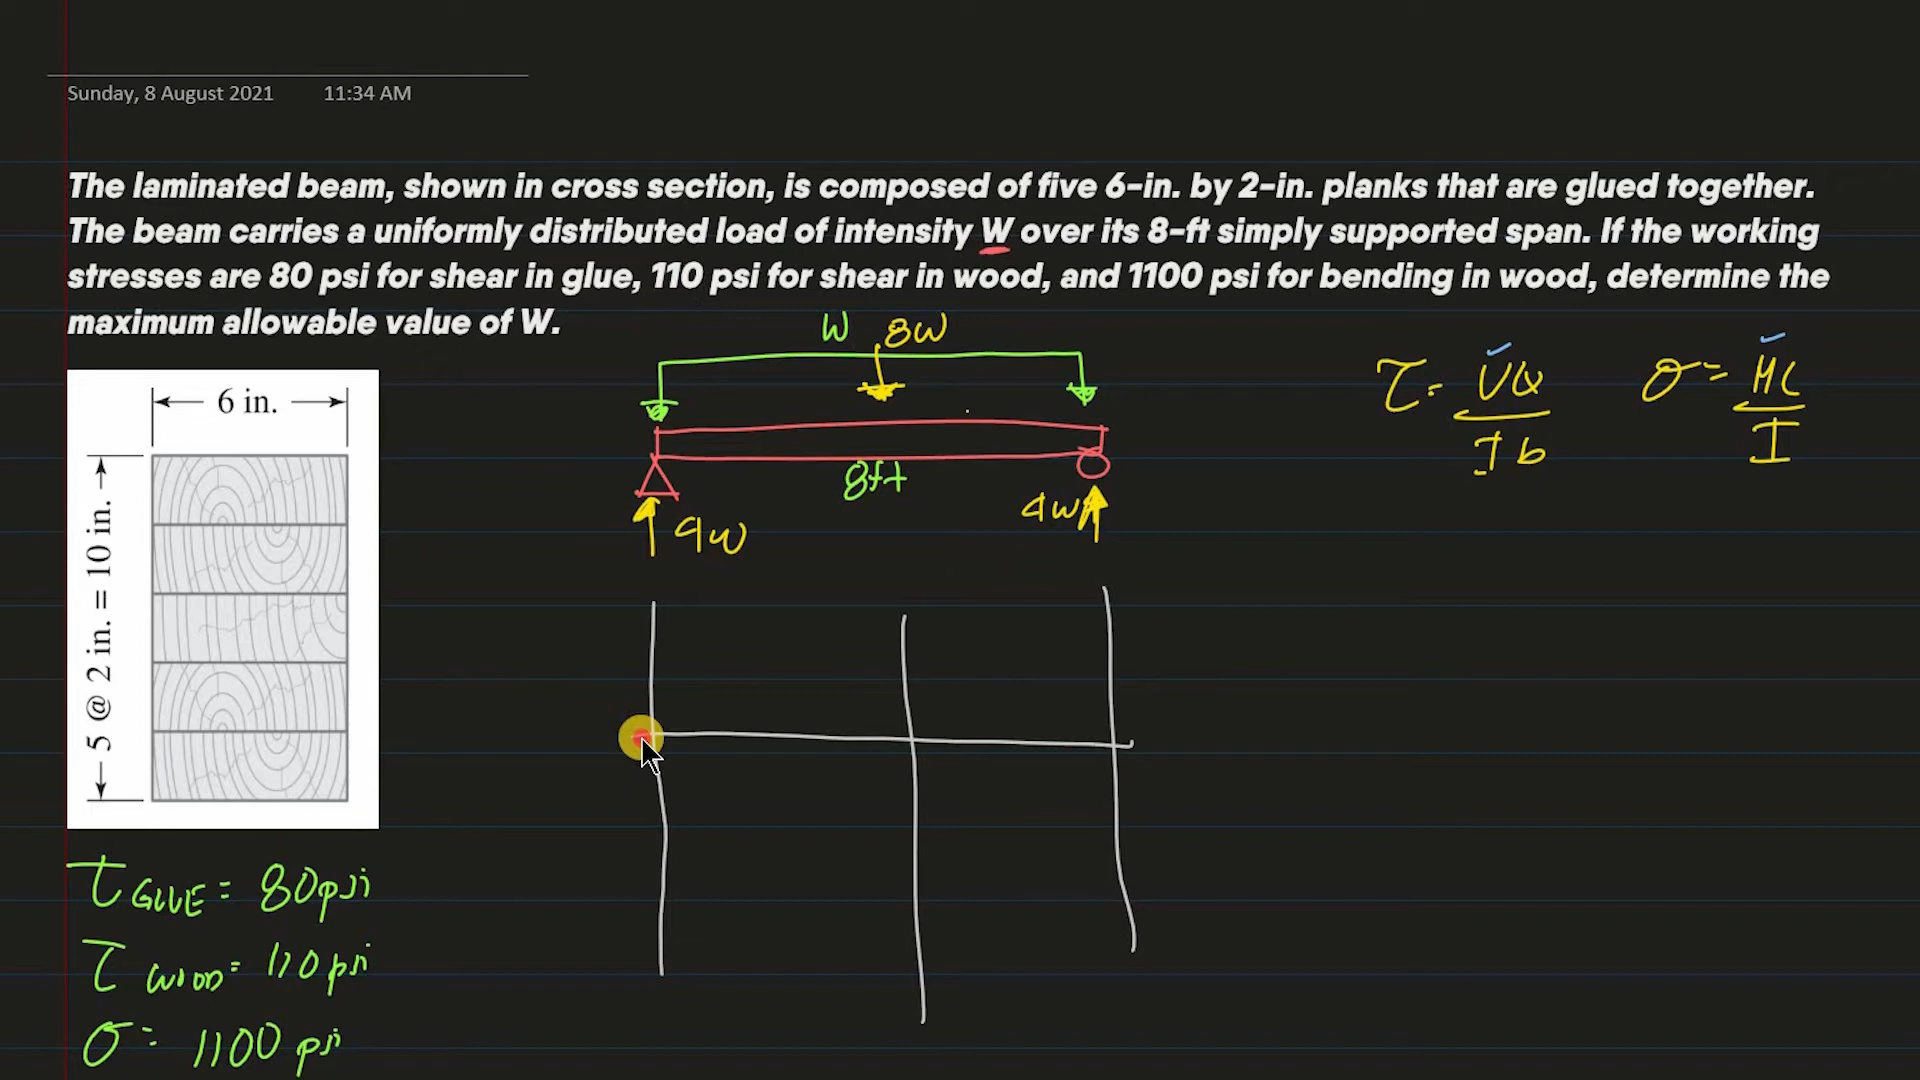 Sunday, 8 August 2021 11:34 AM
The laminated beam, shown in cross section, is composed of five 6-in. by 2-in. planks that are glued together.
The beam carries a uniformly distributed load of intensity W over its 8-ft simply supported span. If the working
stresses are 80 psi for shear in glue, 110 psi for shear in wood, and 1100 psi for bending in wood, determine the
maximum allowable value of W.
W 8W
τ = VQ
Ib
σ = MC
I
6 in.
5 @ 2 in. = 10 in.
8ft
4W
4W
τ GLUE = 80 psi
τ WOOD = 110 psi
σ = 1100 psi